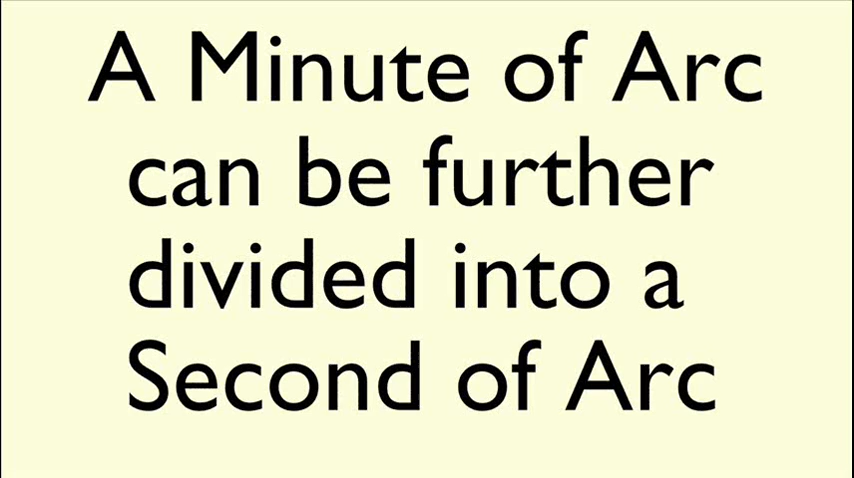 A Minute of Arc
can be further
divided into a
Second of Arc